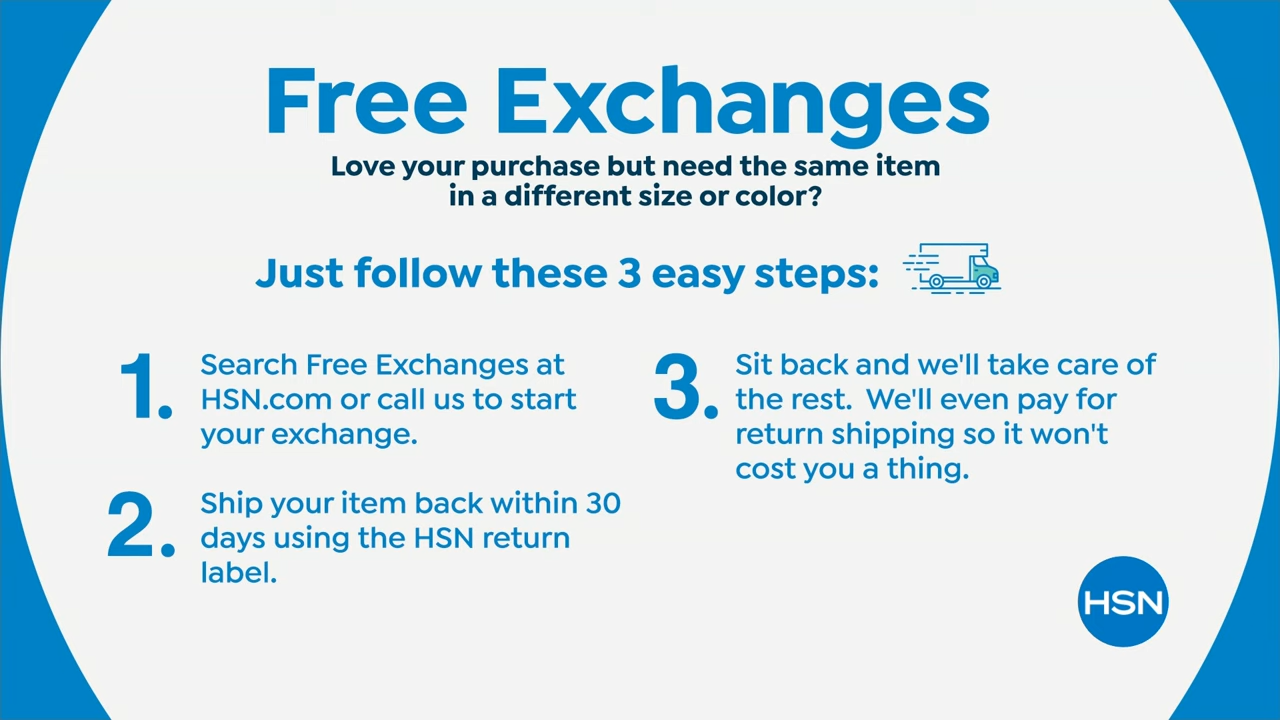 Free Exchanges
Love your purchase but need the same item
in a different size or color?
Just follow these 3 easy steps:
1. Search Free Exchanges at
HSN.com or call us to start
your exchange.
2. Ship your item back within 30
days using the HSN return
label.
3. Sit back and we'll take care of
the rest.  We'll even pay for
return shipping so it won't
cost you a thing.
HSN